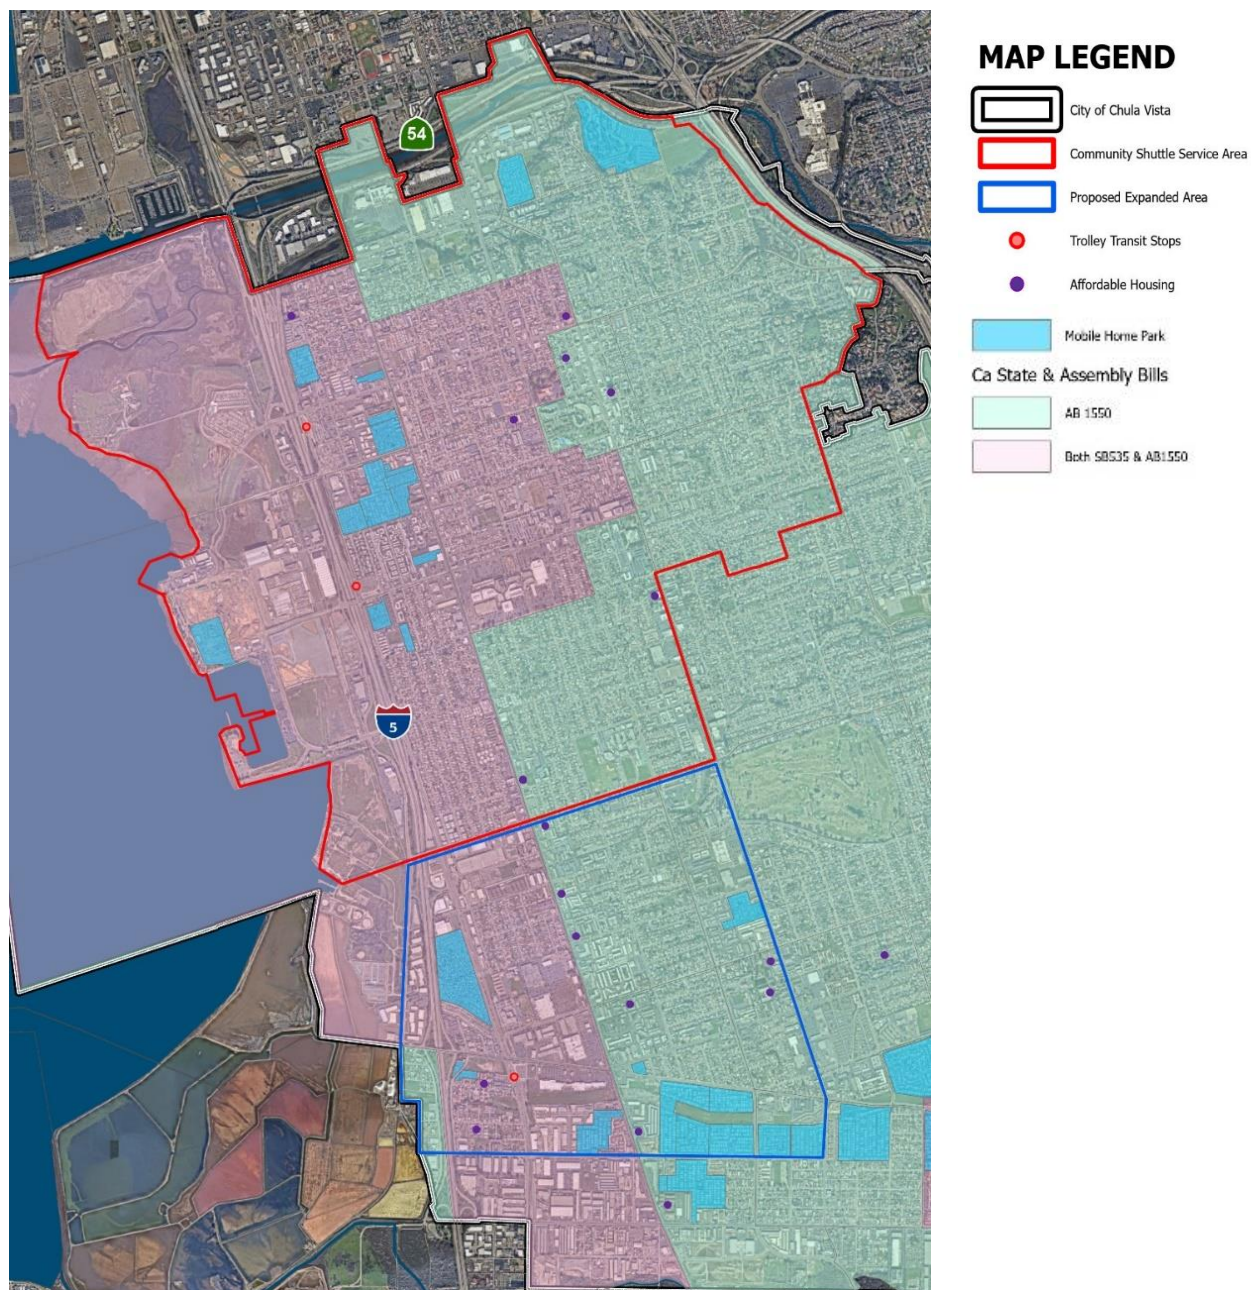 54
5
MAP LEGEND
City of Chula Vista
Community Shuttle Service Area
Proposed Expanded Area
Trolley Transit Stops
Affordable Housing
Mobile Home Park
Ca State & Assembly Bills
AB 1550
Both SB535 & AB1550